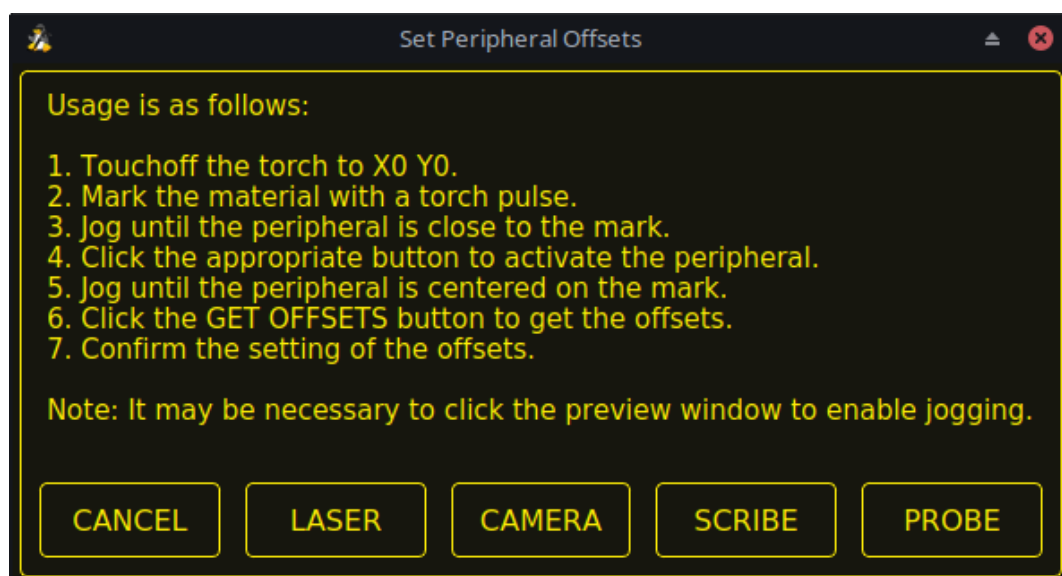 Set Peripheral Offsets
Usage is as follows:
1. Touchoff the torch to X0 Y0.
2. Mark the material with a torch pulse.
3. Jog until the peripheral is close to the mark.
4. Click the appropriate button to activate the peripheral.
5. Jog until the peripheral is centered on the mark.
6. Click the GET OFFSETS button to get the offsets.
7. Confirm the setting of the offsets.
Note: It may be necessary to click the preview window to enable jogging.
CANCEL LASER CAMERA SCRIBE PROBE